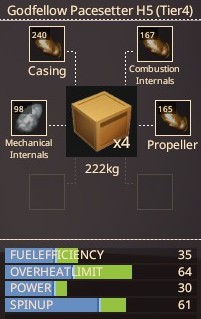 Godfellow Pacesetter H5 (Tier4)
240
167
Casing
Combustion
Internals
98
165
x4
Mechanical
Internals
Propeller
222kg
FUELEFFICIENCY 35
OVERHEATLIMIT 64
POWER 30
SPINUP 61